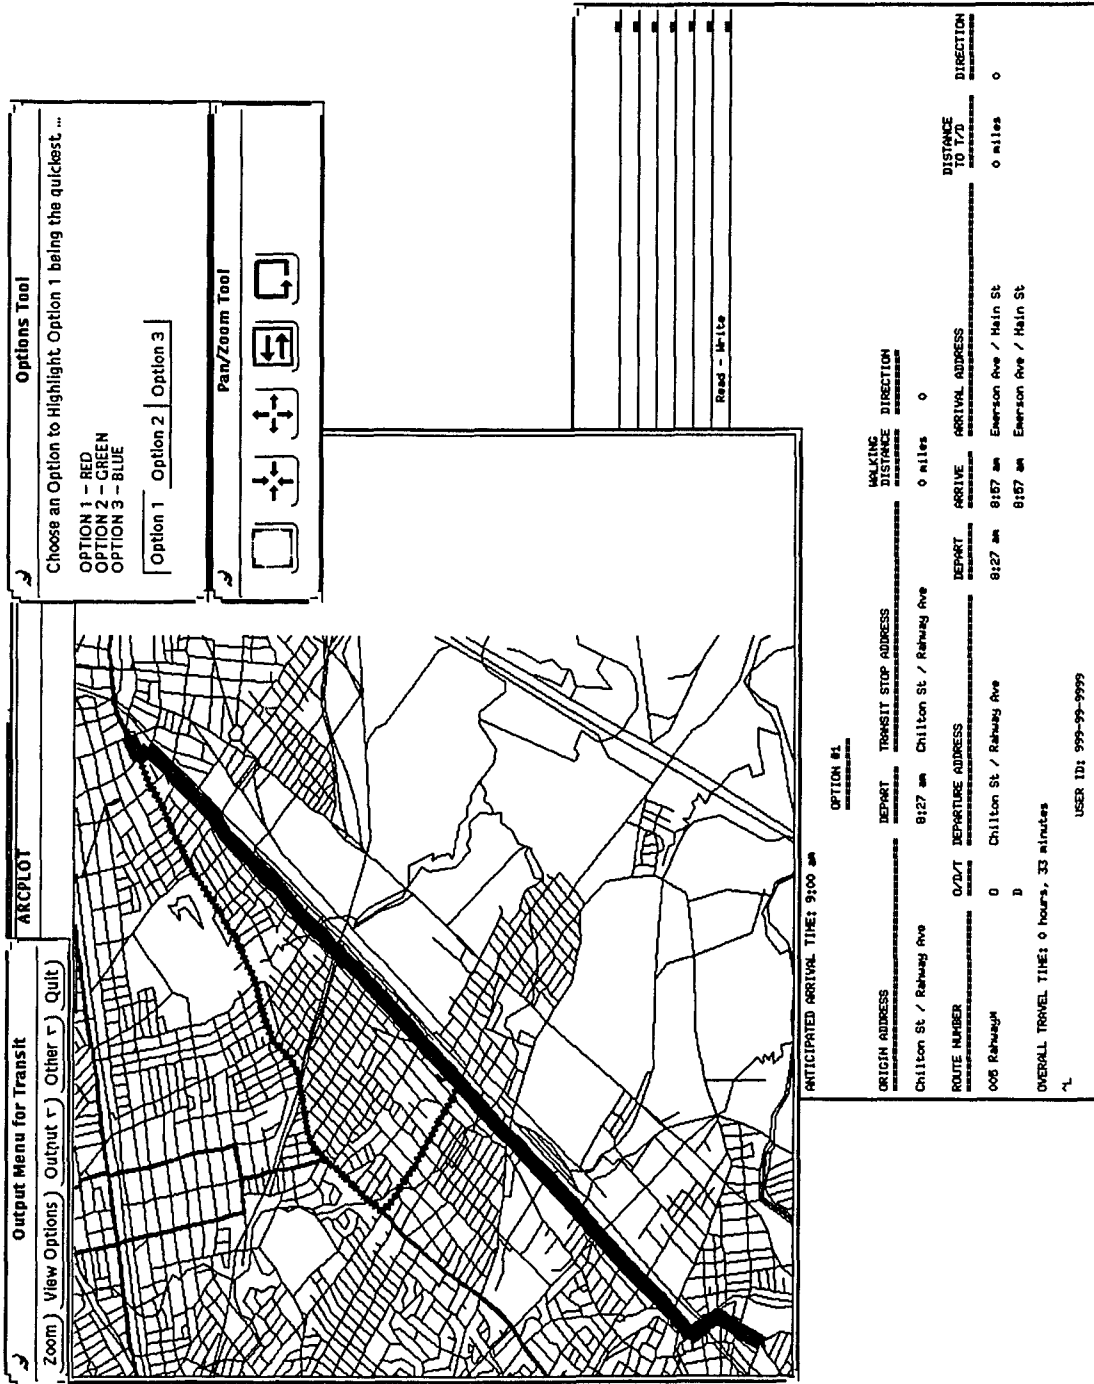 Output Menu for Transit
Zoom ) View Options ) Output ▿ ) Other ▿ ) Quit )
ARCPLOT
Options Tool
Choose an Option to Highlight. Option 1 being the quickest ...
OPTION 1 – RED
OPTION 2 – GREEN
OPTION 3 – BLUE
Option 1 Option 2 Option 3
Pan/Zoom Tool
Read - Write
ANTICIPATED ARRIVAL TIME: 9:00 am
OPTION #1
=========
WALKING
ORIGIN ADDRESS DEPART TRANSIT STOP ADDRESS DISTANCE DIRECTION
Chilton St / Rahway Ave 8:27 am Chilton St / Rahway Ave 0 miles 0
DISTANCE
ROUTE NUMBER O/D/T DEPARTURE ADDRESS DEPART ARRIVE ARRIVAL ADDRESS TO T/D DIRECTION
005 RahwayM O Chilton St / Rahway Ave 8:27 am 8:57 am Emerson Ave / Main St 0 miles 0
D 8:57 am Emerson Ave / Main St
OVERALL TRAVEL TIME: 0 hours, 33 minutes
^L
USER ID: 999-99-9999